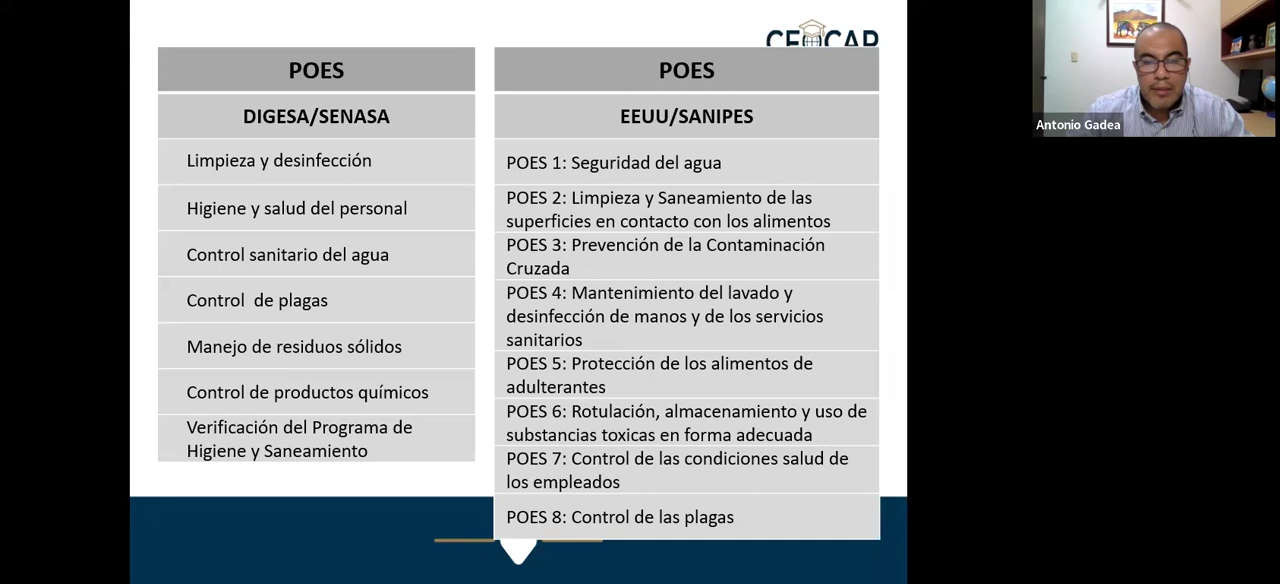 CEOCAP
POES
DIGESA/SENASA
Limpieza y desinfección
Higiene y salud del personal
Control sanitario del agua
Control  de plagas
Manejo de residuos sólidos
Control de productos químicos
Verificación del Programa de
Higiene y Saneamiento
POES
EEUU/SANIPES
POES 1: Seguridad del agua
POES 2: Limpieza y Saneamiento de las
superficies en contacto con los alimentos
POES 3: Prevención de la Contaminación
Cruzada
POES 4: Mantenimiento del lavado y
desinfección de manos y de los servicios
sanitarios
POES 5: Protección de los alimentos de
adulterantes
POES 6: Rotulación, almacenamiento y uso de
substancias toxicas en forma adecuada
POES 7: Control de las condiciones salud de
los empleados
POES 8: Control de las plagas
Antonio Gadea